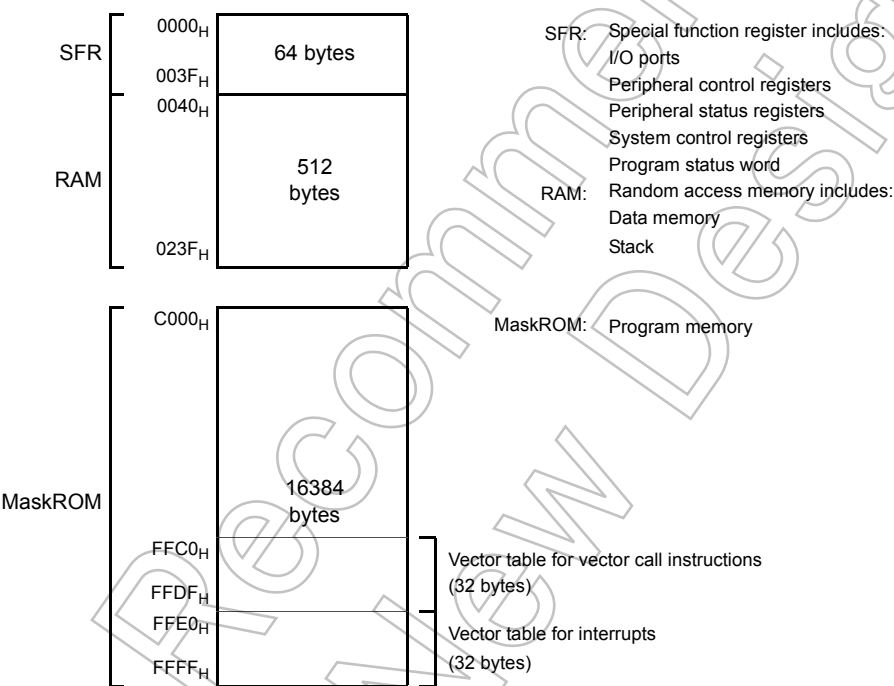 SFR
0000H
64 bytes
003FH
RAM
0040H
512
bytes
023FH
MaskROM
C000H
16384
bytes
FFC0H
FFDFH
FFE0H
FFFFH
Vector table for vector call instructions
(32 bytes)
Vector table for interrupts
(32 bytes)
SFR: Special function register includes:
I/O ports
Peripheral control registers
Peripheral status registers
System control registers
Program status word
RAM: Random access memory includes:
Data memory
Stack
MaskROM: Program memory
Recommen
New Desig